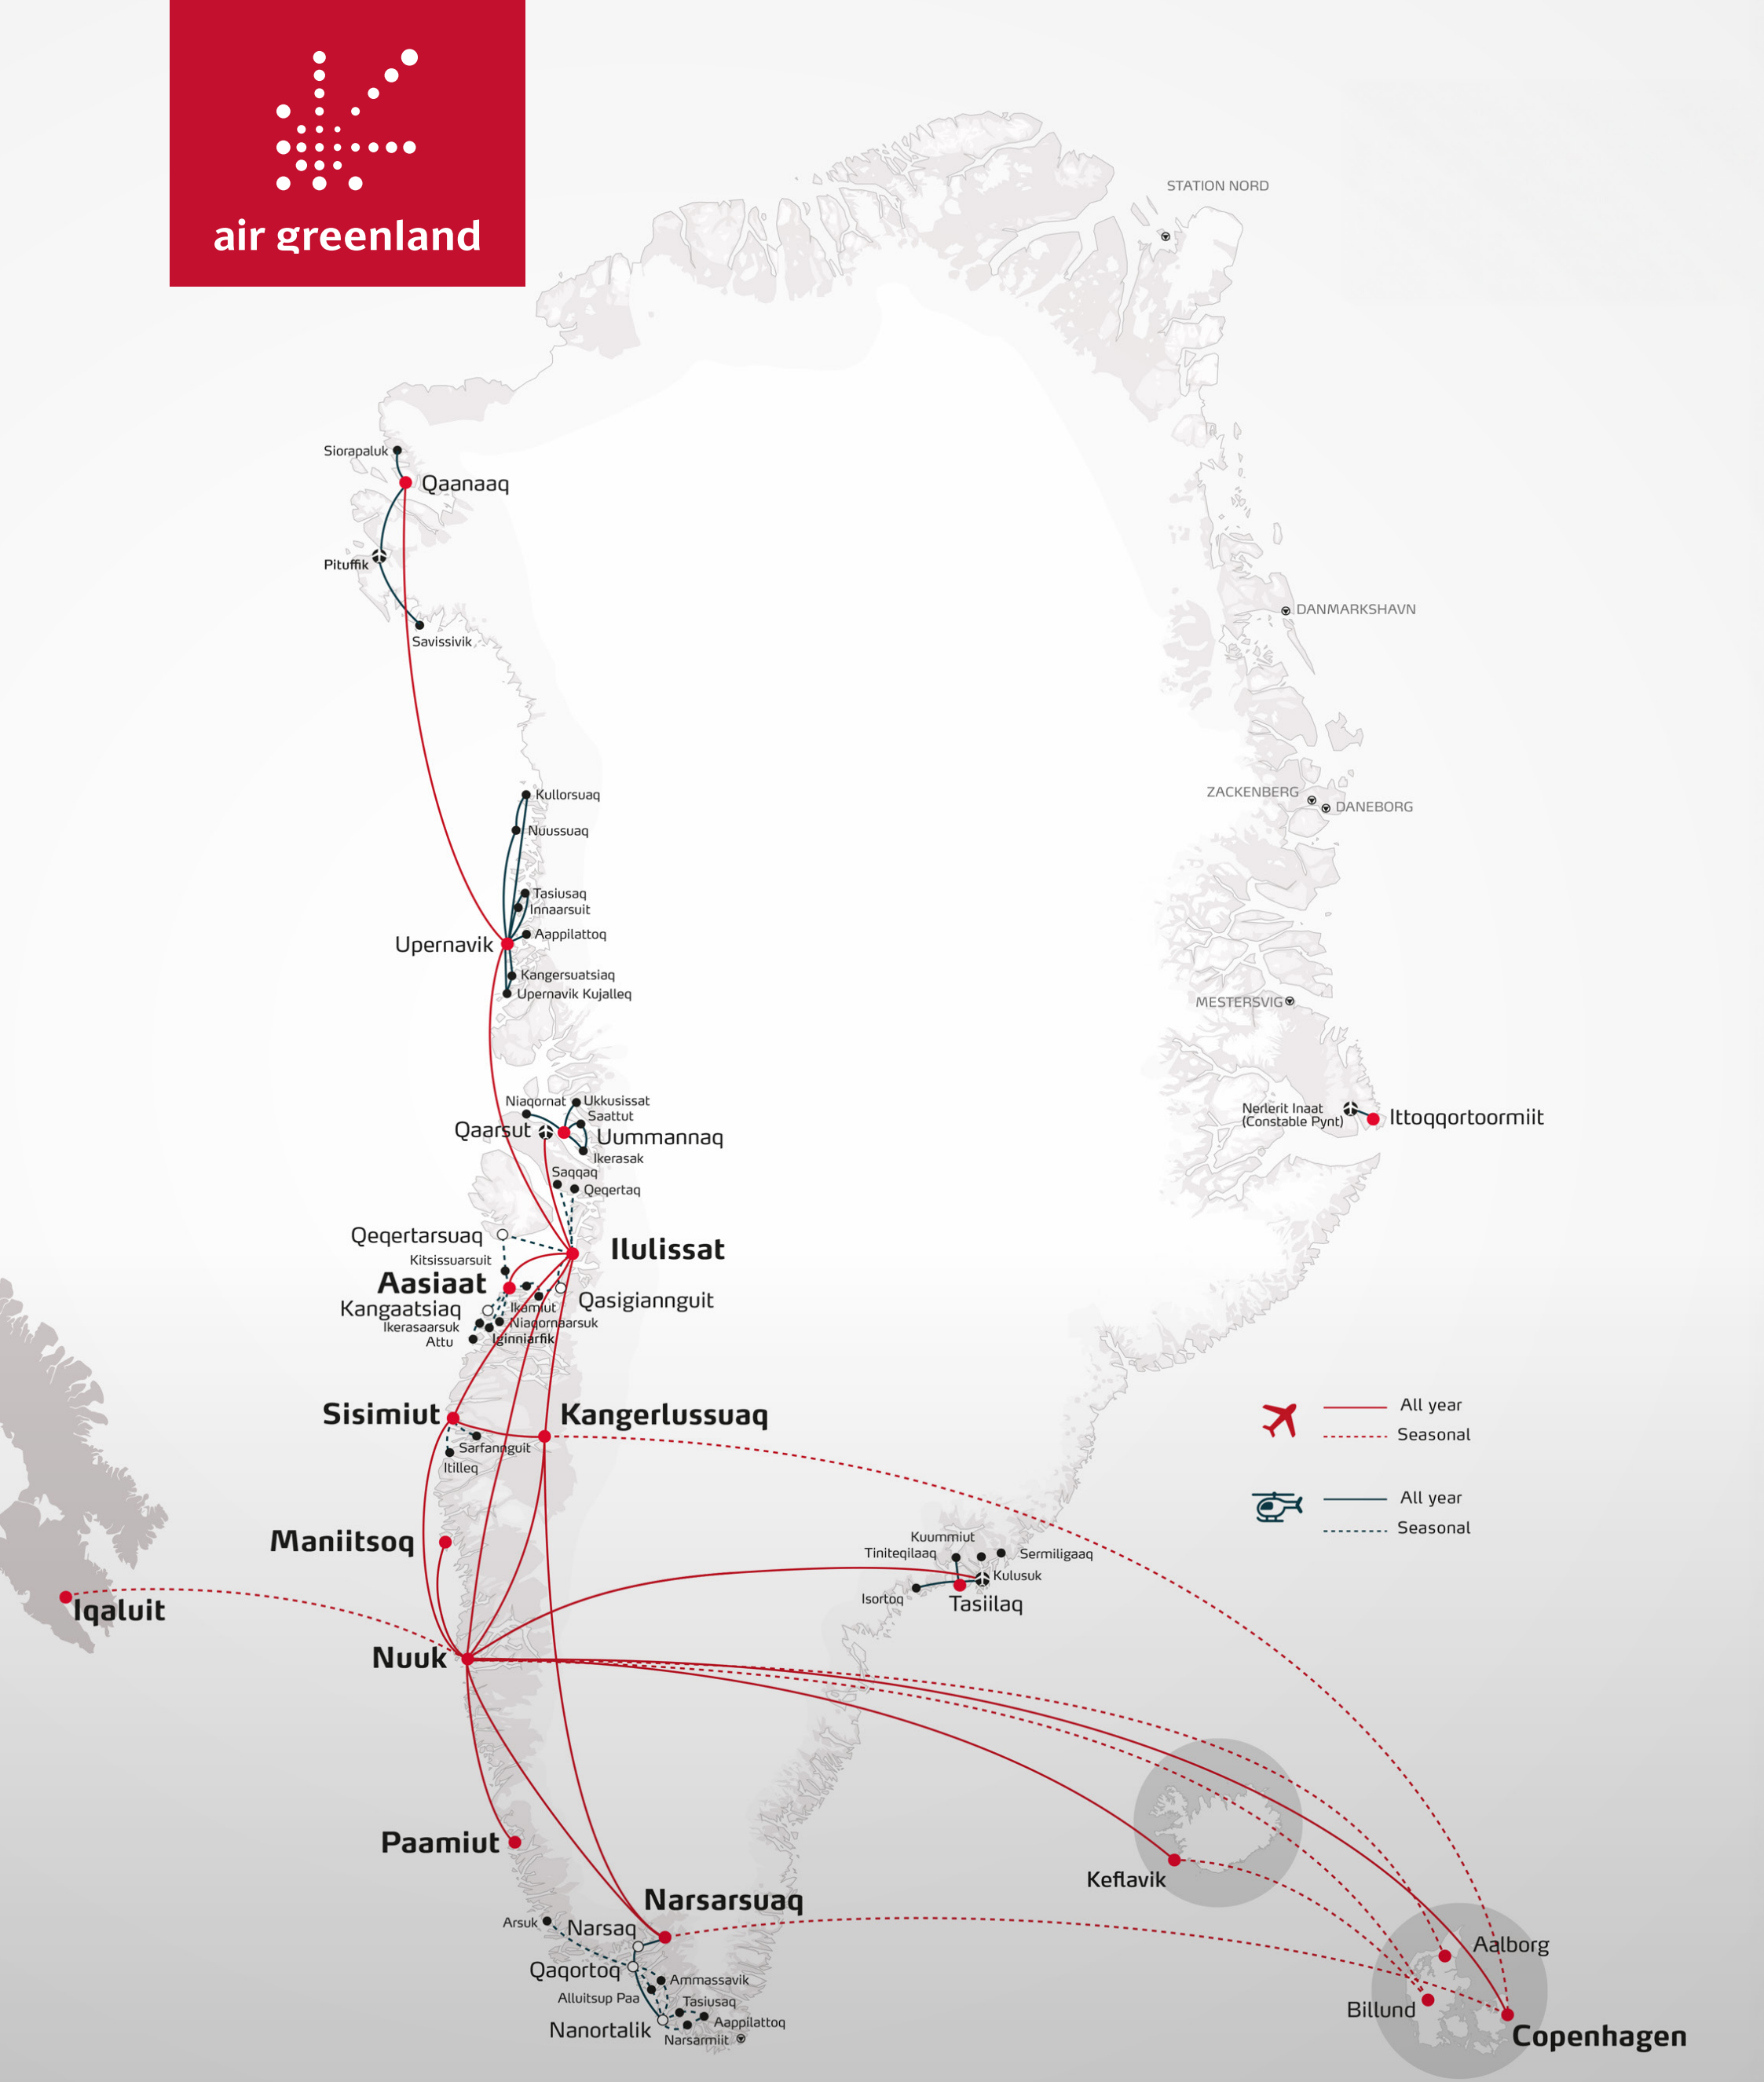 air greenland
STATION NORD
Siorapaluk
Qaanaaq
Pituffik
Savissivik
DANMARKSHAVN
Kullorsuaq
Nuussuaq
ZACKENBERG
DANEBORG
Tasiusaq
Innaarsuit
Aappilattoq
Upernavik
Kangersuatsiaq
Upernavik Kujalleq
MESTERSVIG
Niaqornat
Ukkusissat
Saattut
Qaarsut
Uummannaq
Ikerasak
Nerlerit Inaat
(Constable Pynt)
Ittoqqortoormiit
Saqqaq
Qeqertaq
Qeqertarsuaq
Ilulissat
Kitsissuarsuit
Aasiaat
Qasigiannguit
Kangaatsiaq
Ikamiut
Ikerasaarsuk
Niaqornaarsuk
Attu
Iginniarfik
Sisimiut
Kangerlussuaq
Sarfannguit
Itilleq
All year
Seasonal
All year
Seasonal
Maniitsoq
Kuummiut
Tiniteqilaaq
Sermiligaaq
Kulusuk
Isortoq
Tasiilaq
Iqaluit
Nuuk
Paamiut
Keflavik
Narsarsuaq
Arsuk
Narsaq
Aalborg
Qaqortoq
Ammassavik
Alluitsup Paa
Tasiusaq
Aappilattoq
Nanortalik
Narsarmiit
Billund
Copenhagen